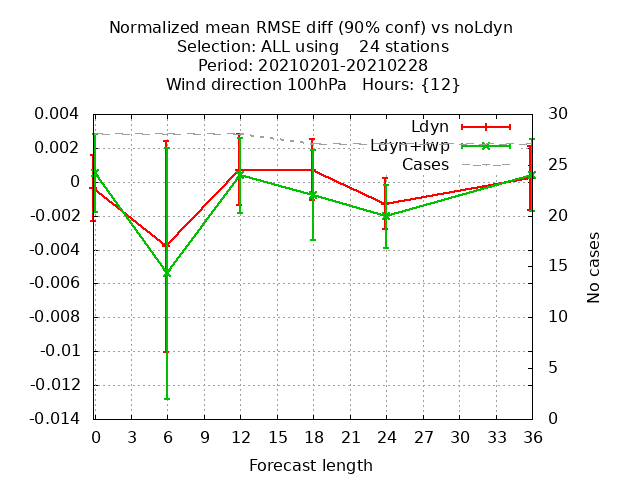 Normalized mean RMSE diff (90% conf) vs noLdyn
Selection: ALL using    24 stations
Period: 20210201-20210228
Wind direction 100hPa   Hours: {12}
Ldyn
Ldyn+lwp
Cases
0.004
0.002
0
-0.002
-0.004
-0.006
-0.008
-0.01
-0.012
-0.014
30
25
20
15
10
5
0
No cases
0 3 6 9 12 15 18 21 24 27 30 33 36
Forecast length